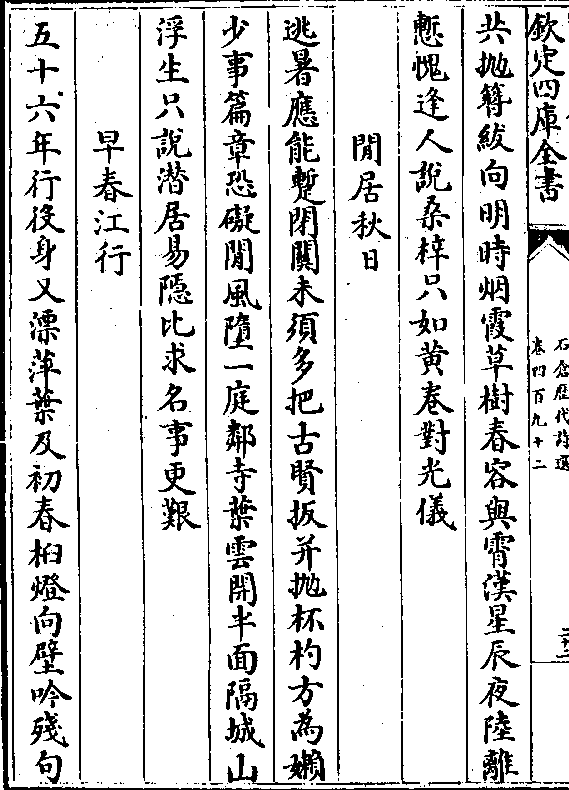 欽定四庫全書
石倉歷代詩選
卷四百九十二
二十二
共抛簪紱向明時烟霞草樹春容與霄漢星辰夜陸離
慙愧逢人說桑梓只如黄卷對光儀
閒居秋日
逃暑應能蹔閉關未須多把古賢扳并抛杯杓方為嬾
少事篇章恐礙閒風墮一庭鄰寺葉雲開半面隔城山
浮生只說潛居易隱比求名事更艱
早春江行
五十六年行役身又漂萍葉及初春桕燈向壁吟殘句